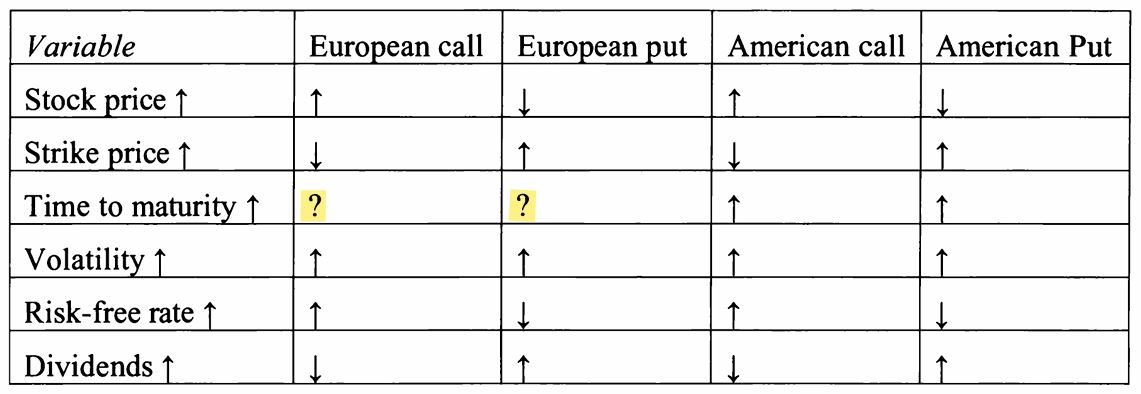 Variable European call European put American call American Put
Stock price ↑ ↑ ↓ ↑ ↓
Strike price ↑ ↓ ↑ ↓ ↑
Time to maturity ↑ ? ? ↑ ↑
Volatility ↑ ↑ ↑ ↑ ↑
Risk-free rate ↑ ↑ ↓ ↑ ↓
Dividends ↑ ↓ ↑ ↓ ↑